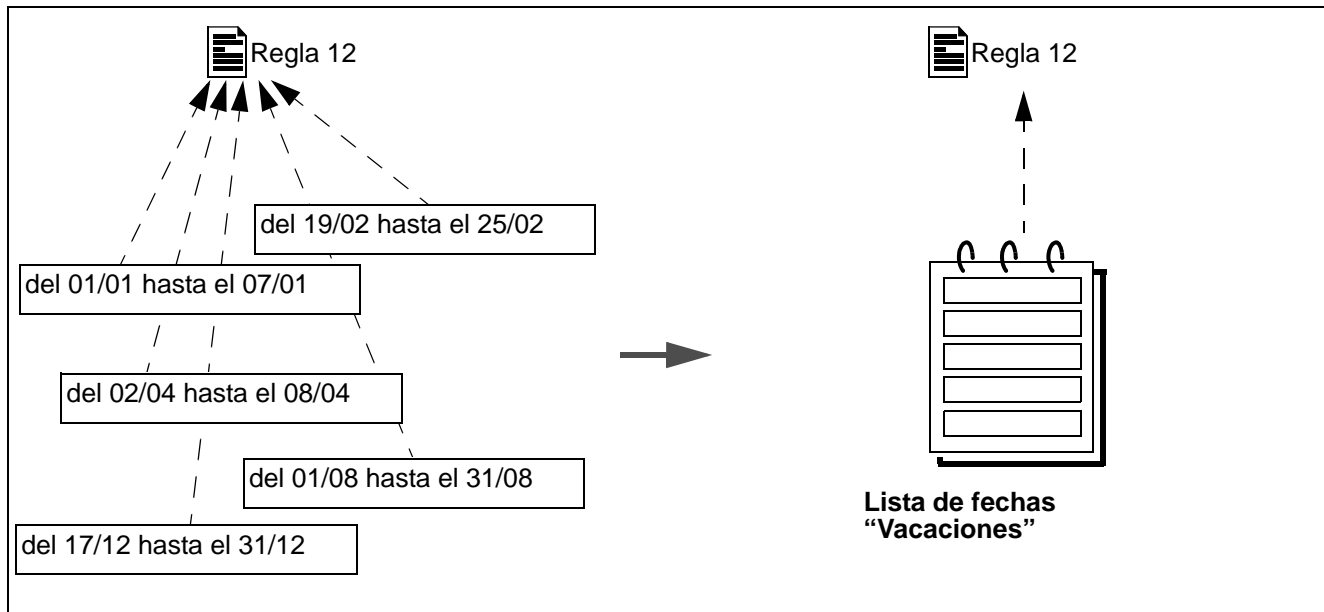 Regla 12
del 19/02 hasta el 25/02
del 01/01 hasta el 07/01
del 02/04 hasta el 08/04
del 01/08 hasta el 31/08
del 17/12 hasta el 31/12
Regla 12
Lista de fechas
“Vacaciones”